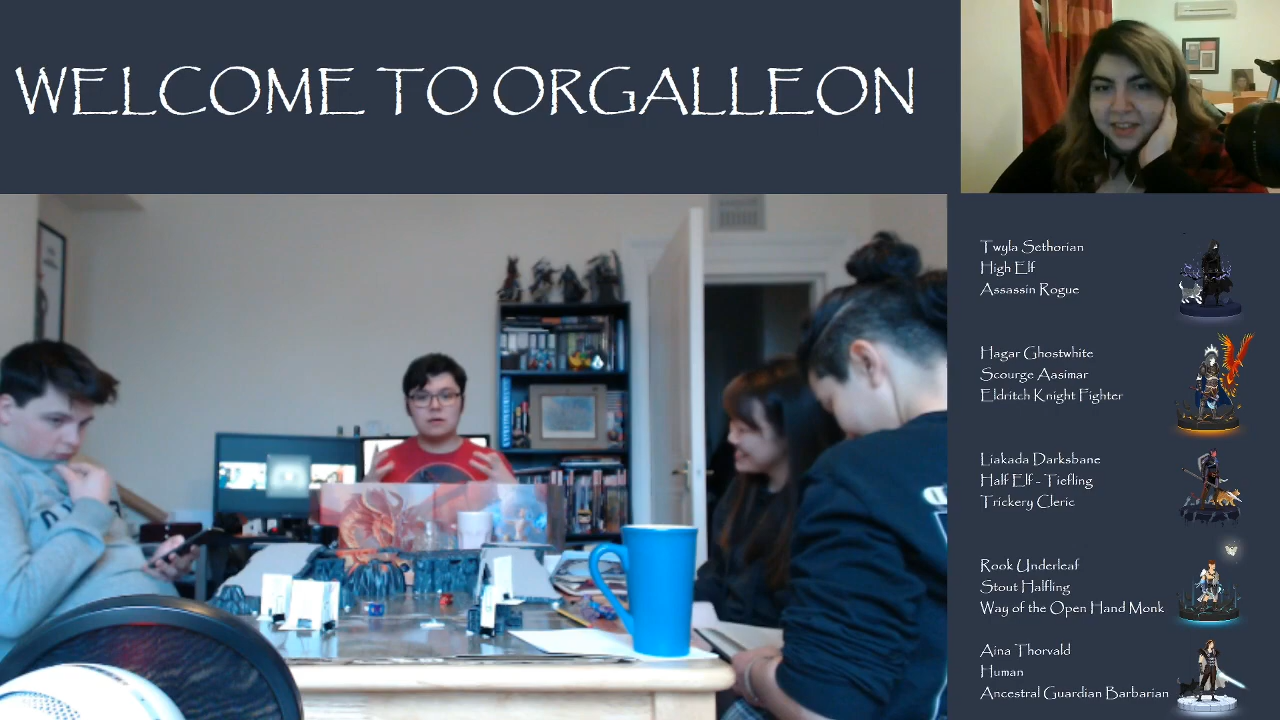 WELCOME TO ORGALLEON
Twyla Sethorian
High Elf
Assassin Rogue
Hagar Ghostwhite
Scourge Aasimar
Eldritch Knight Fighter
Liakada Darksbane
Half Elf - Tiefling
Trickery Cleric
Rook Underleaf
Stout Halfling
Way of the Open Hand Monk
Aina Thorvald
Human
Ancestral Guardian Barbarian